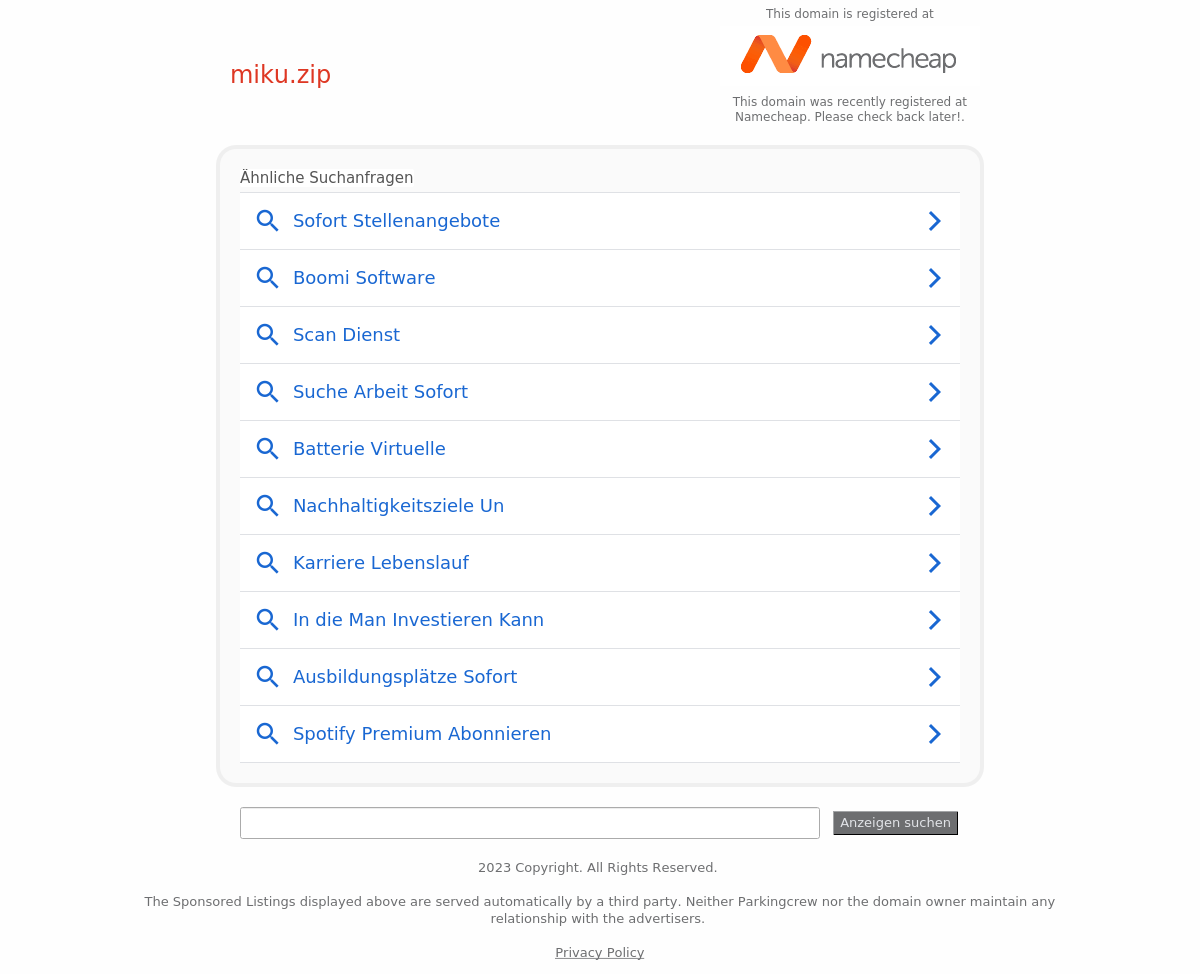 This domain is registered at
namecheap
miku.zip
This domain was recently registered at
Namecheap. Please check back later!.
Ähnliche Suchanfragen
Sofort Stellenangebote
Boomi Software
Scan Dienst
Suche Arbeit Sofort
Batterie Virtuelle
Nachhaltigkeitsziele Un
Karriere Lebenslauf
In die Man Investieren Kann
Ausbildungsplätze Sofort
Spotify Premium Abonnieren
Anzeigen suchen
2023 Copyright. All Rights Reserved.
The Sponsored Listings displayed above are served automatically by a third party. Neither Parkingcrew nor the domain owner maintain any
relationship with the advertisers.
Privacy Policy